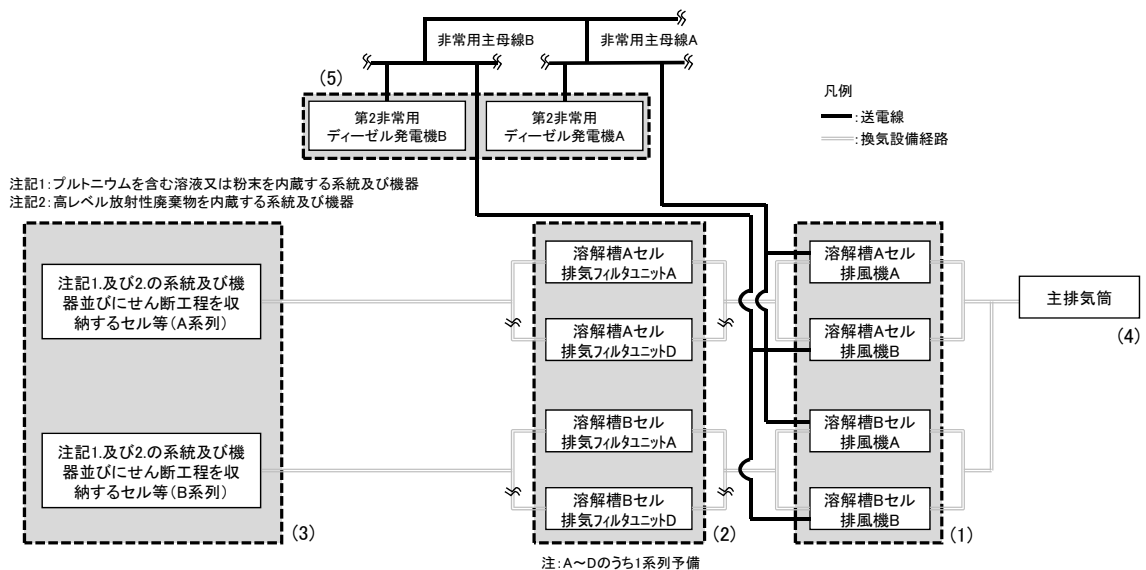 非常用主母線B
非常用主母線A
(5)
第2非常用
ディーゼル発電機B
第2非常用
ディーゼル発電機A
凡例
:送電線
:換気設備経路
注記1:プルトニウムを含む溶液又は粉末を内蔵する系統及び機器
注記2:高レベル放射性廃棄物を内蔵する系統及び機器
注記1.及び2.の系統及び機
器並びにせん断工程を収
納するセル等(A系列)
溶解槽Aセル
排気フィルタユニットA
溶解槽Aセル
排風機A
主排気筒
(4)
溶解槽Aセル
排気フィルタユニットD
溶解槽Aセル
排風機B
注記1.及び2.の系統及び機
器並びにせん断工程を収
納するセル等(B系列)
溶解槽Bセル
排気フィルタユニットA
溶解槽Bセル
排風機A
溶解槽Bセル
排気フィルタユニットD
溶解槽Bセル
排風機B
(3)
(2)
(1)
注:A~Dのうち1系列予備